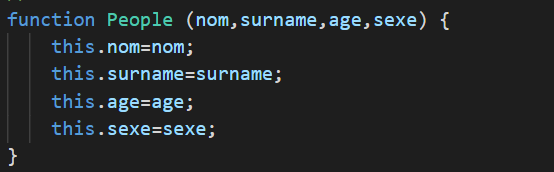 function People (nom,surname,age,sexe) {
    this.nom=nom;
    this.surname=surname;
    this.age=age;
    this.sexe=sexe;
}